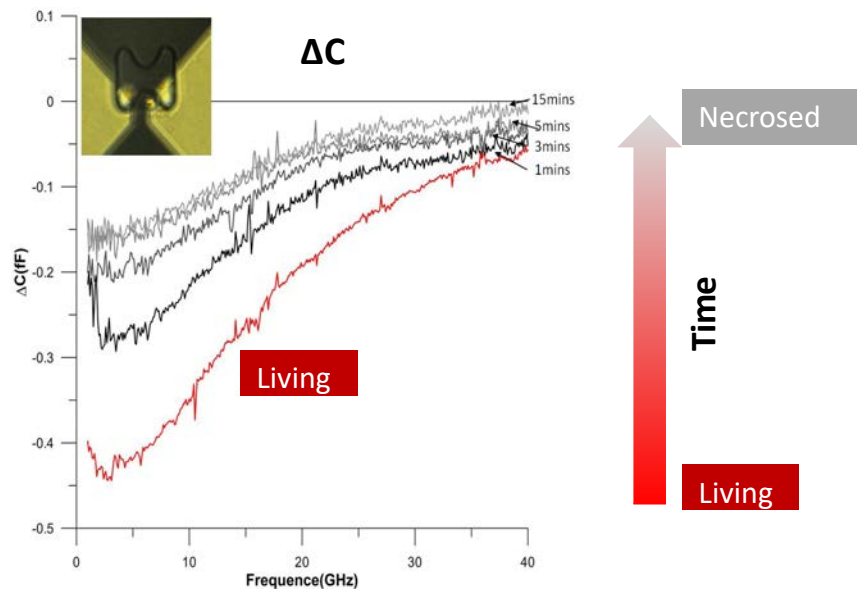 ΔC
0.1
0
-0.1
-0.2
-0.3
-0.4
-0.5
ΔC(fF)
0
10
20
30
40
Frequence(GHz)
15mins
5mins
3mins
1mins
Living
Necrosed
Time
Living